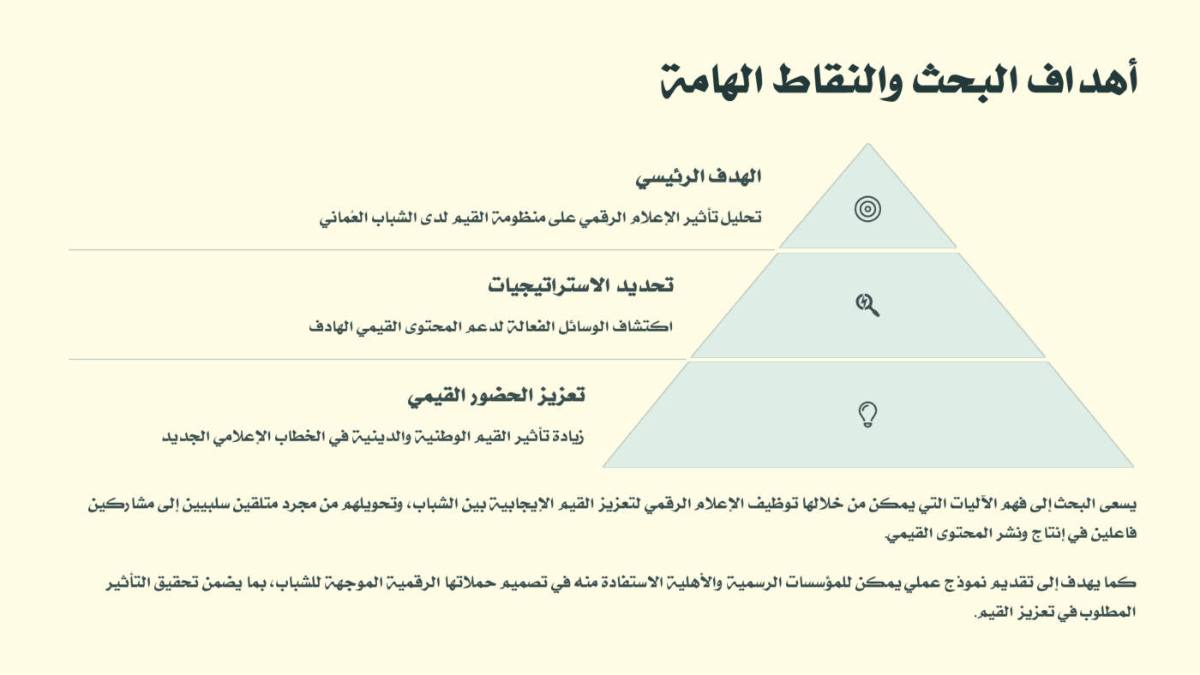 أهداف البحث والنقاط الهامة
الهدف الرئيسي
تحليل تأثير الإعلام الرقمي على منظومة القيم لدى الشباب العُماني
تحديد الاستراتيجيات
اكتشاف الوسائل الفعالة لدعم المحتوى القيمي الهادف
تعزيز الحضور القيمي
زيادة تأثير القيم الوطنية والدينية في الخطاب الإعلامي الجديد
يسعى البحث إلى فهم الآليات التي يمكن من خلالها توظيف الإعلام الرقمي لتعزيز القيم الإيجابية بين الشباب، وتحويلهم من مجرد متلقين سلبيين إلى مشاركين
فاعلين في إنتاج ونشر المحتوى القيمي.
كما يهدف إلى تقديم نموذج عملي يمكن للمؤسسات الرسمية والأهلية الاستفادة منه في تصميم حملاتها الرقمية الموجهة للشباب، بما يضمن تحقيق التأثير
المطلوب في تعزيز القيم.